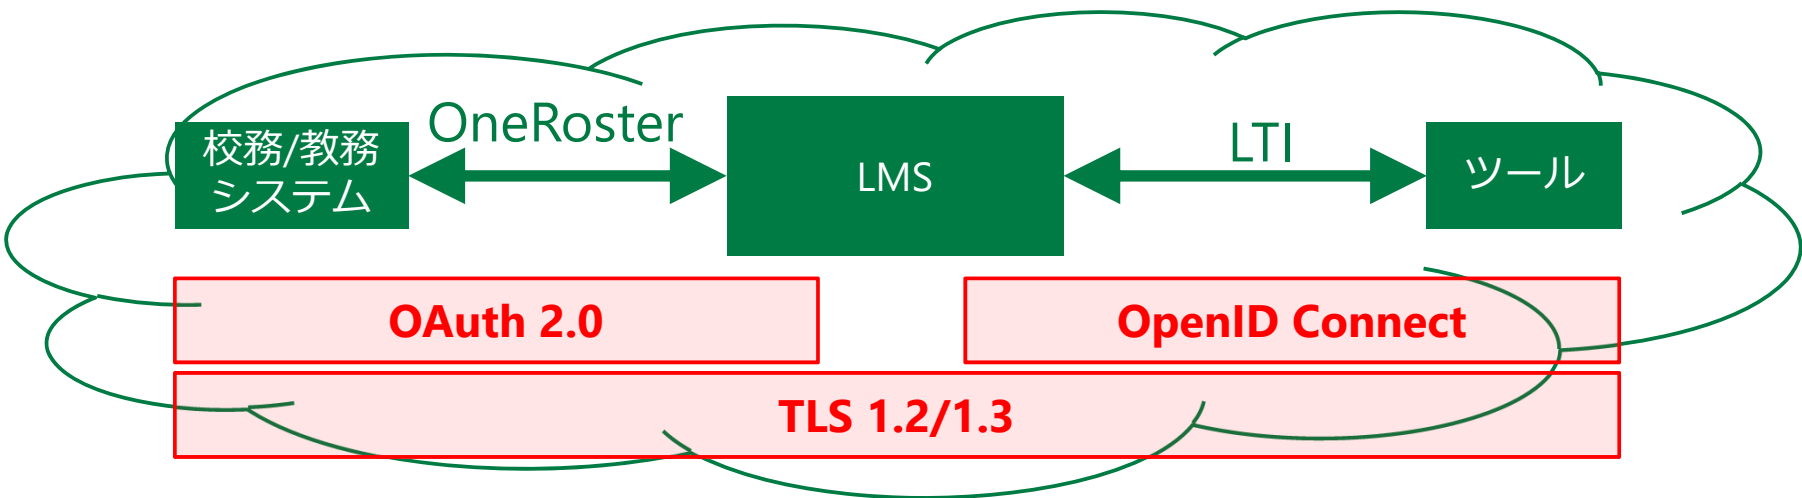 校務/教務
システム
OneRoster
LMS
LTI
ツール
OAuth 2.0
OpenID Connect
TLS 1.2/1.3